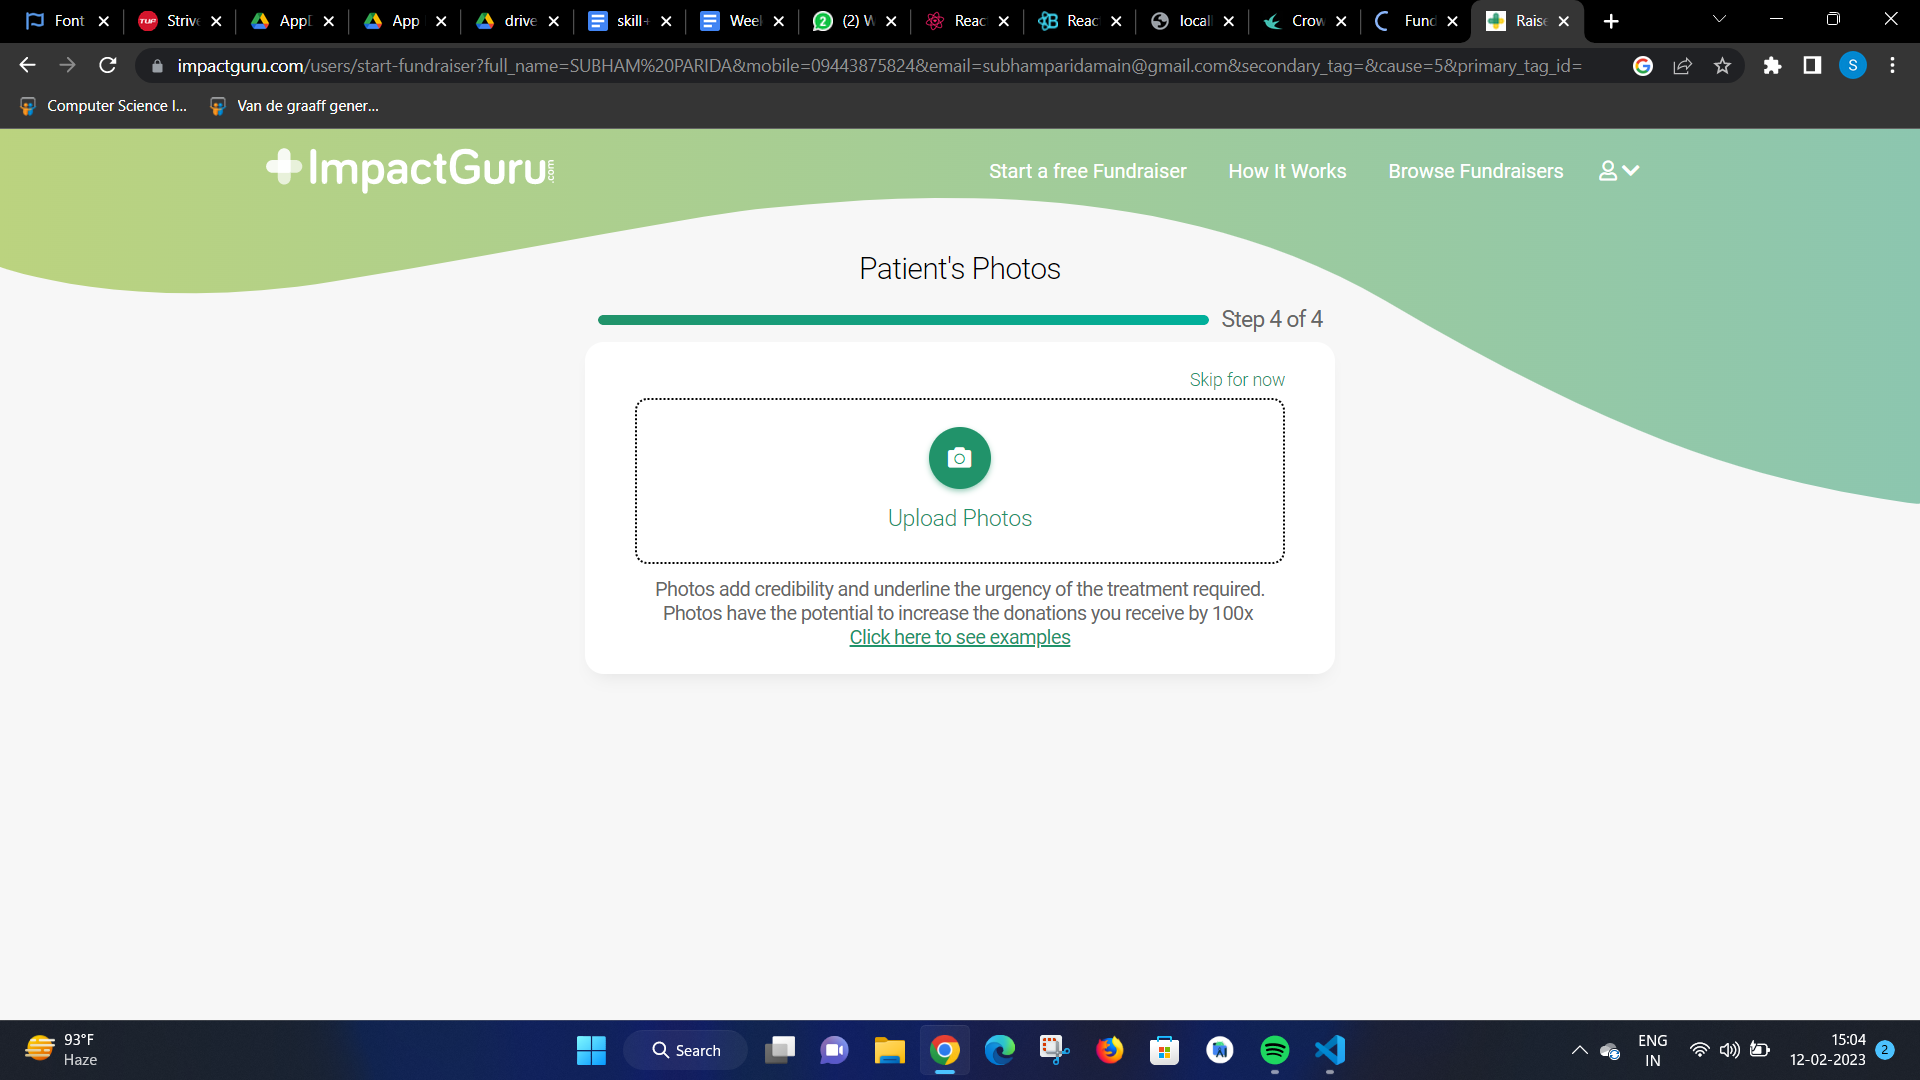 Font
Strive
AppD
App
drive
skill+
Week
(2) W
Reac
Reac
locall
Crow
Fund
Raise
impactguru.com/users/start-fundraiser?full_name=SUBHAM%20PARIDA&mobile=09443875824&email=subhamparidamain@gmail.com&secondary_tag=&cause=5&primary_tag_id=
S
Computer Science I...
Van de graaff gener...
ImpactGuru.com
Start a free Fundraiser
How It Works
Browse Fundraisers
Patient's Photos
Step 4 of 4
Skip for now
Upload Photos
Photos add credibility and underline the urgency of the treatment required.
Photos have the potential to increase the donations you receive by 100x
Click here to see examples
93°F
Haze
Search
ENG
IN
15:04
12-02-2023
2